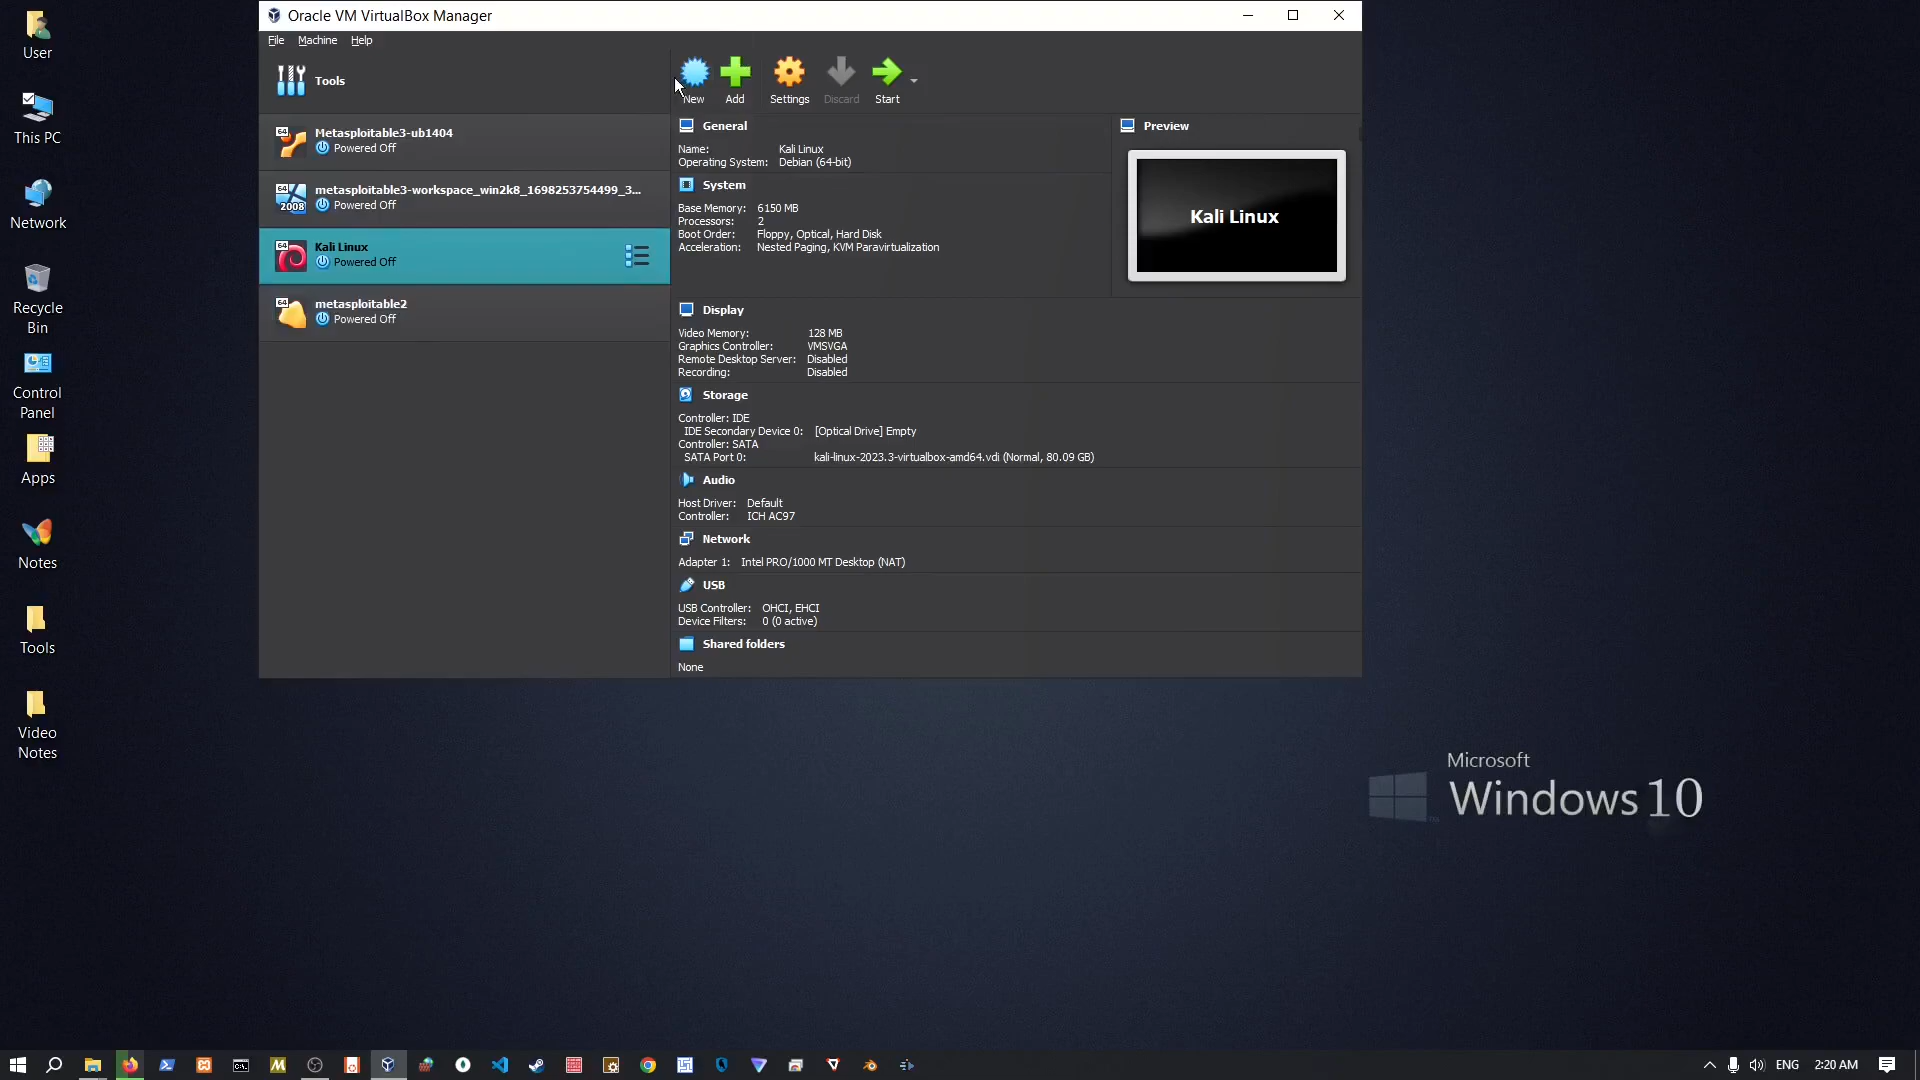 User
This PC
Network
Recycle
Bin
Control
Panel
Apps
Notes
Tools
Video
Notes
Oracle VM VirtualBox Manager
File Machine Help
Tools
64
Metasploitable3-ub1404
Powered Off
64
2008
metasploitable3-workspace_win2k8_1698253754499_3...
Powered Off
64
Kali Linux
Powered Off
64
metasploitable2
Powered Off
New Add Settings Discard Start
General
Name: Kali Linux
Operating System: Debian (64-bit)
System
Base Memory: 6150 MB
Processors: 2
Boot Order: Floppy, Optical, Hard Disk
Acceleration: Nested Paging, KVM Paravirtualization
Preview
Kali Linux
Display
Video Memory: 128 MB
Graphics Controller: VMSVGA
Remote Desktop Server: Disabled
Recording: Disabled
Storage
Controller: IDE
IDE Secondary Device 0: [Optical Drive] Empty
Controller: SATA
SATA Port 0: kali-linux-2023.3-virtualbox-amd64.vdi (Normal, 80.09 GB)
Audio
Host Driver: Default
Controller: ICH AC97
Network
Adapter 1: Intel PRO/1000 MT Desktop (NAT)
USB
USB Controller: OHCI, EHCI
Device Filters: 0 (0 active)
Shared folders
None
Microsoft
Windows 10
ENG 2:20 AM